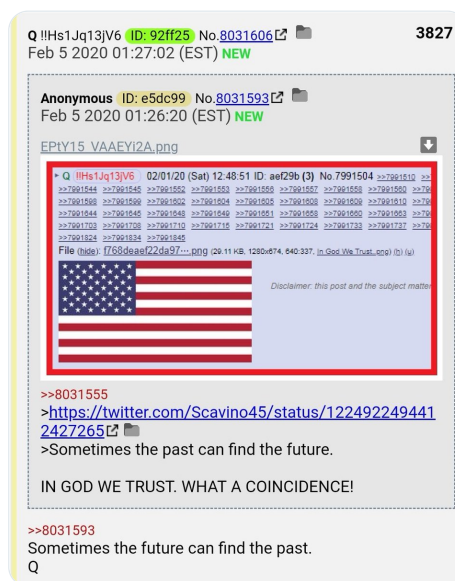 Q !!Hs1Jq13jV6 ID: 92ff25 No.8031606 3827
Feb 5 2020 01:27:02 (EST) NEW
Anonymous ID: e5dc99 No.8031593
Feb 5 2020 01:26:20 (EST) NEW
EPtY15_VAAEYi2A.png
Q !!Hs1Jq13jV6 02/01/20 (Sat) 12:48:51 ID: aef29b (3) No.7991504 >>7991510 >>
>>7991544 >>7991545 >>7991552 >>7991553 >>7991556 >>7991557 >>7991558 >>7991560 >>799
>>7991598 >>7991599 >>7991602 >>7991604 >>7991605 >>7991608 >>7991609 >>7991610 >>799
>>7991644 >>7991645 >>7991648 >>7991649 >>7991651 >>7991658 >>7991660 >>7991663 >>799
>>7991703 >>7991708 >>7991710 >>7991716 >>7991721 >>7991724 >>7991733 >>7991737 >>799
>>7991824 >>7991834 >>7991845
File (hide): f768deaef22da97⋯.png (29.11 KB, 1280x674, 640:337, In God We Trust..png) (h) (u)
Disclaimer: this post and the subject matter
>>8031555
>https://twitter.com/Scavino45/status/122492249441
2427265
>Sometimes the past can find the future.
IN GOD WE TRUST. WHAT A COINCIDENCE!
>>8031593
Sometimes the future can find the past.
Q